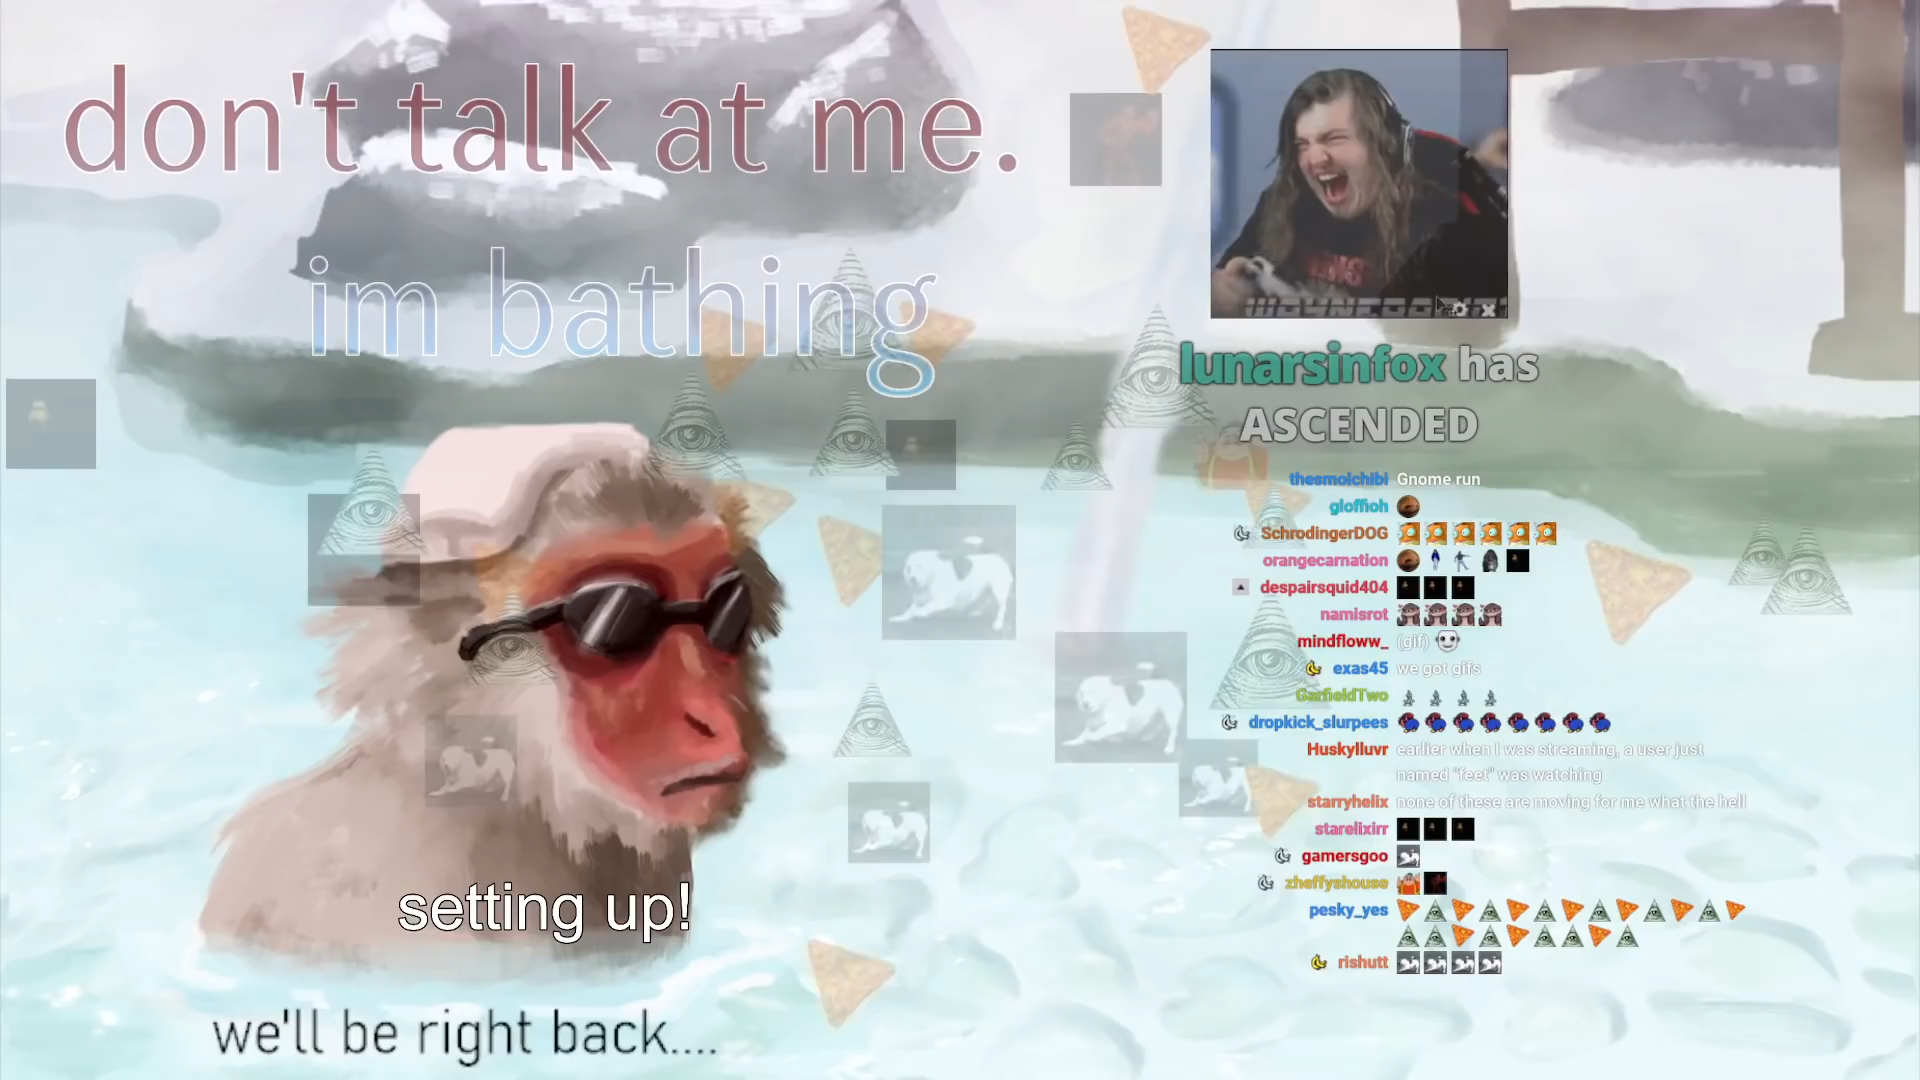 don't talk at me.
im bathing
lunarsinfox has
ASCENDED
thesmoichibi Gnome run
gloffioh
SchrodingerDOG
orangecarnation
despairsquid404
namisrot
mindfloww_ (gif)
exas45 we got gifs
GarfieldTwo
dropkick_slurpees
Huskylluvr earlier when I was streaming, a user just
named "feet" was watching
starryhelix none of these are moving for me what the hell
starelixirr
gamersgoo
zheffyshouse
pesky_yes
rishutt
setting up!
we'll be right back....